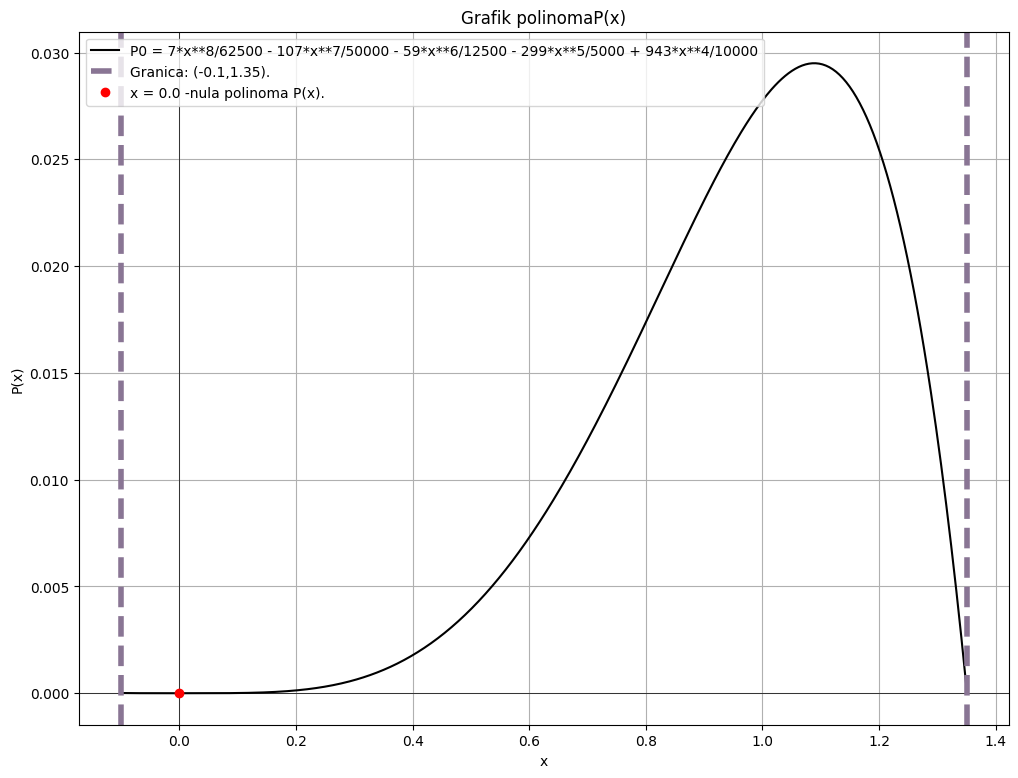 Grafik polinomaP(x)
P0 = 7*x**8/62500 - 107*x**7/50000 - 59*x**6/12500 - 299*x**5/5000 + 943*x**4/10000
Granica: (-0.1,1.35).
x = 0.0 -nula polinoma P(x).
0.030
0.025
0.020
0.015
0.010
0.005
0.000
P(x)
0.0 0.2 0.4 0.6 0.8 1.0 1.2 1.4
x